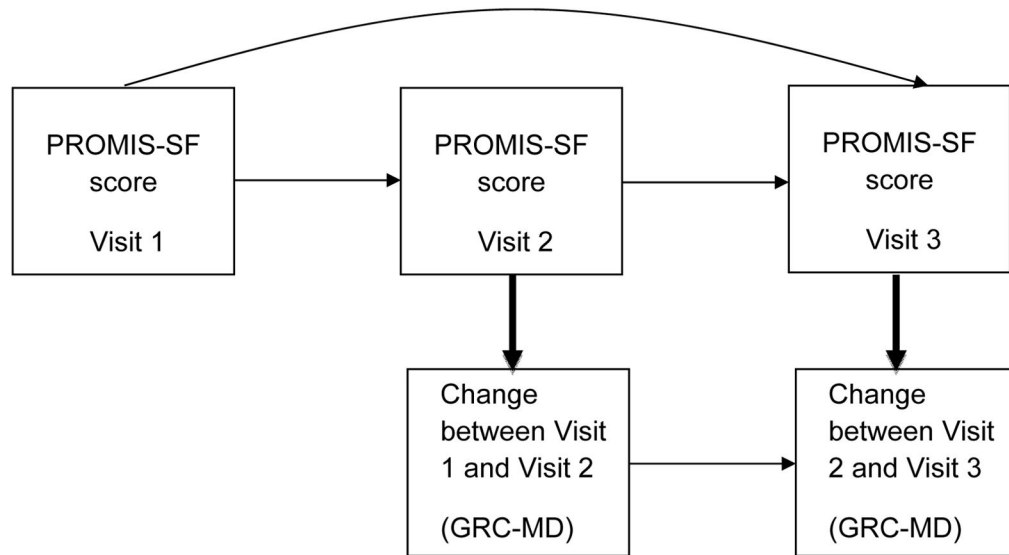 PROMIS-SF
score
Visit 1
PROMIS-SF
score
Visit 2
PROMIS-SF
score
Visit 3
Change
between Visit
1 and Visit 2
(GRC-MD)
Change
between Visit
2 and Visit 3
(GRC-MD)